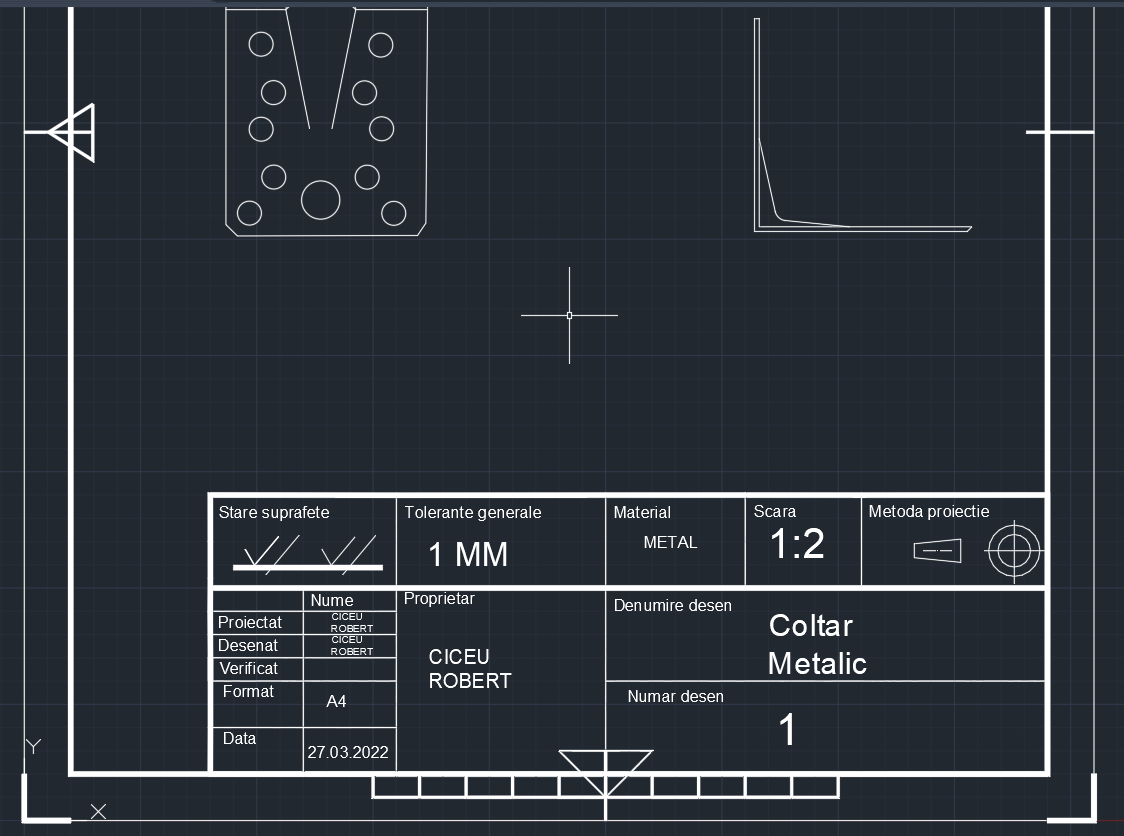 Stare suprafete
Tolerante generale
1 MM
Material
METAL
Scara
1:2
Metoda proiectie
Nume
Proiectat
CICEU
ROBERT
Desenat
CICEU
ROBERT
Verificat
Format
A4
Data
27.03.2022
Proprietar
CICEU
ROBERT
Denumire desen
Coltar
Metalic
Numar desen
1
Y
X